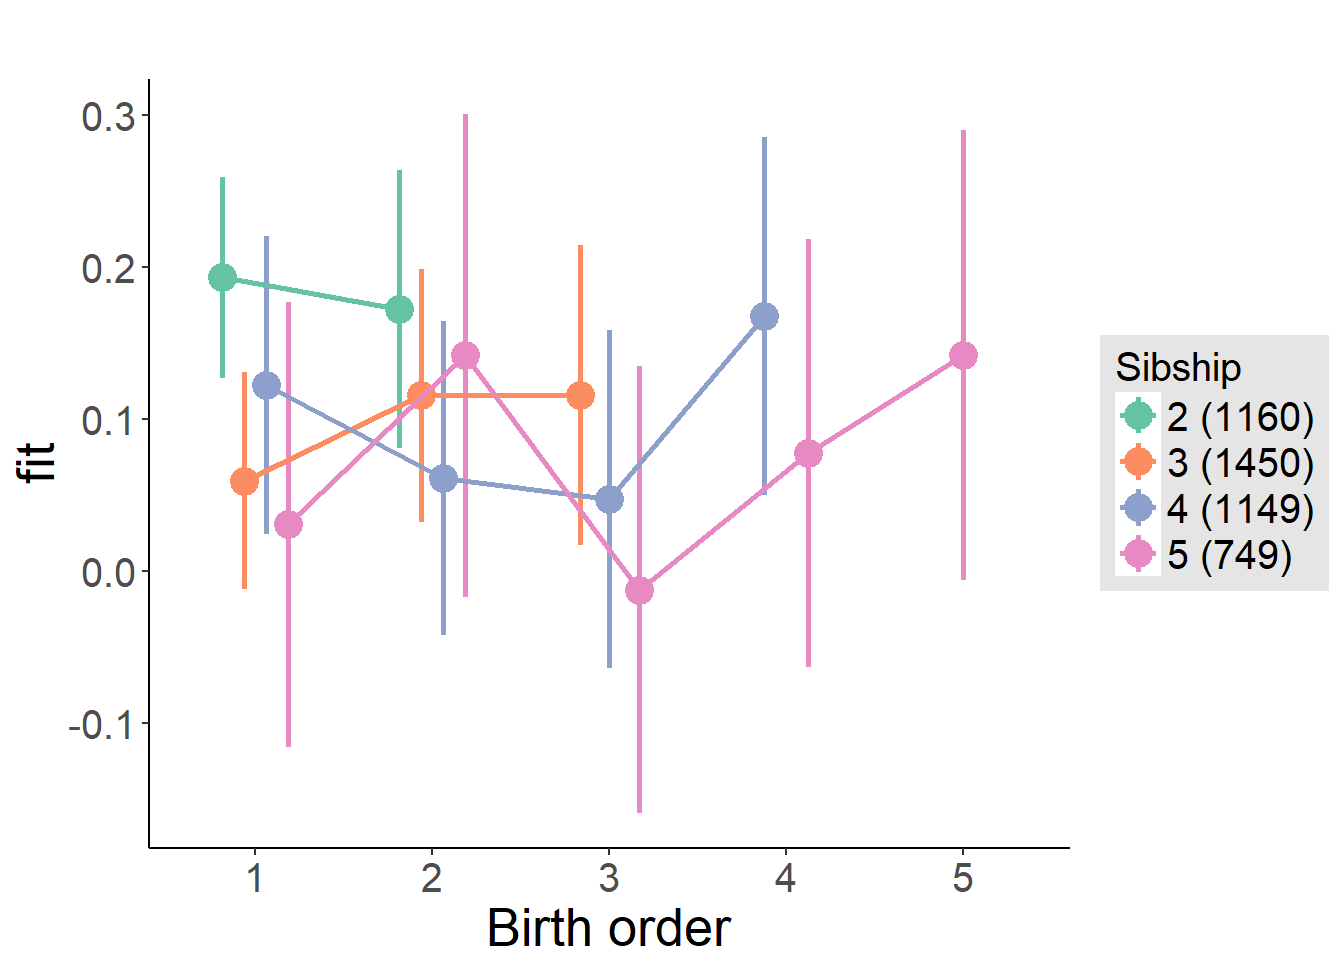 0.3
0.2
0.1
0.0
-0.1
fit
1 2 3 4 5
Birth order
Sibship
2 (1160)
3 (1450)
4 (1149)
5 (749)